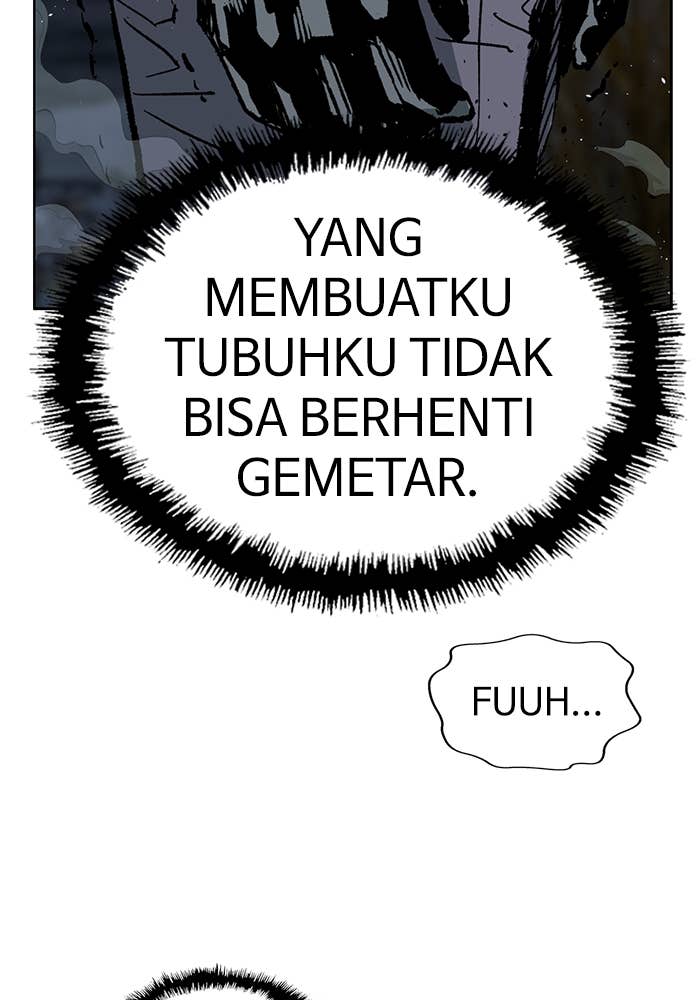 YANG
MEMBUATKU
TUBUHKU TIDAK
BISA BERHENTI
GEMETAR.
FUUH...